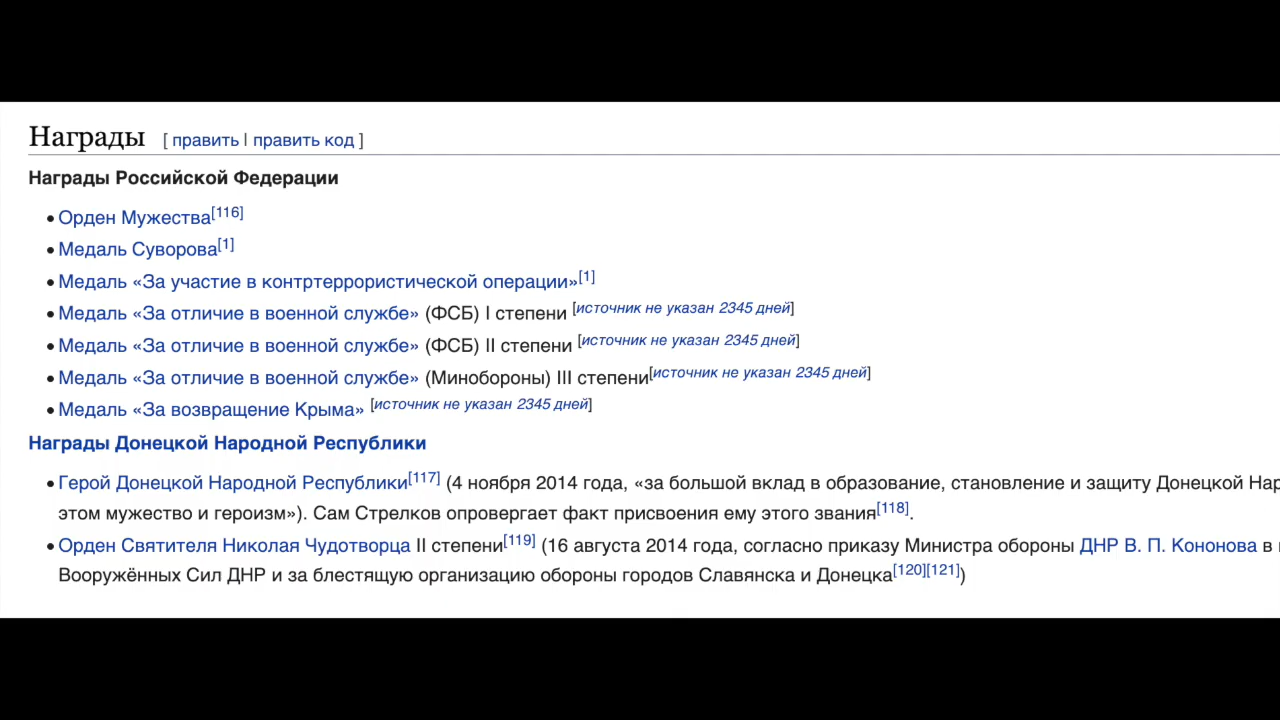 Награды [ править | править код ]
Награды Российской Федерации
• Орден Мужества[116]
• Медаль Суворова[1]
• Медаль «За участие в контртеррористической операции»[1]
• Медаль «За отличие в военной службе» (ФСБ) I степени [источник не указан 2345 дней]
• Медаль «За отличие в военной службе» (ФСБ) II степени [источник не указан 2345 дней]
• Медаль «За отличие в военной службе» (Минобороны) III степени[источник не указан 2345 дней]
• Медаль «За возвращение Крыма» [источник не указан 2345 дней]
Награды Донецкой Народной Республики
• Герой Донецкой Народной Республики[117] (4 ноября 2014 года, «за большой вклад в образование, становление и защиту Донецкой Нар
этом мужество и героизм»). Сам Стрелков опровергает факт присвоения ему этого звания[118].
• Орден Святителя Николая Чудотворца II степени[119] (16 августа 2014 года, согласно приказу Министра обороны ДНР В. П. Кононова в
Вооружённых Сил ДНР и за блестящую организацию обороны городов Славянска и Донецка[120][121])